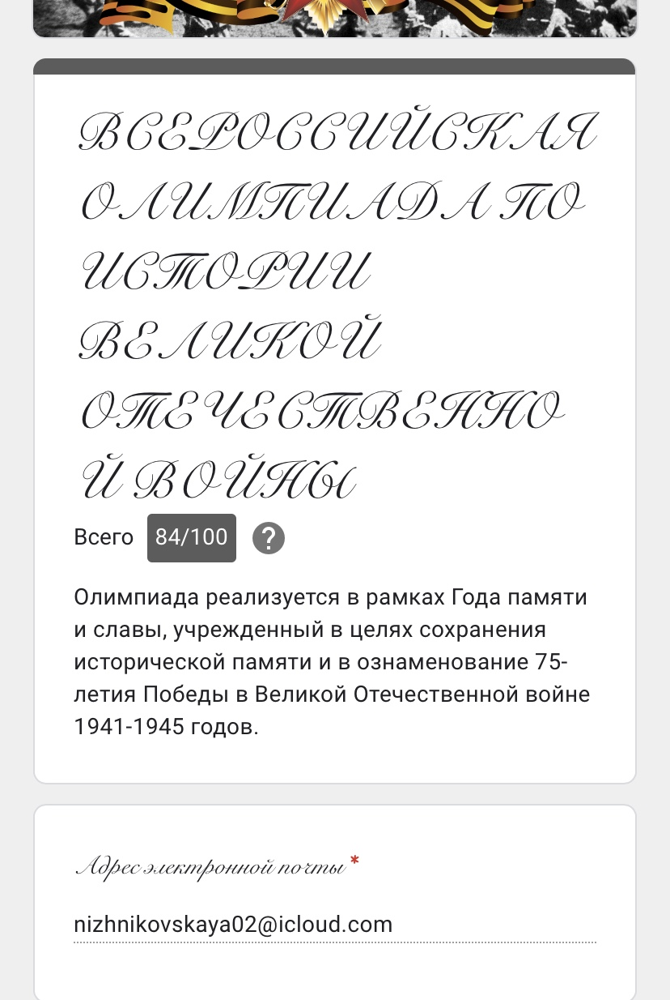 ВСЕРОССИЙСКАЯ
ОЛИМПИАДА ПО
ИСТОРИИ
ВЕЛИКОЙ
ОТЕЧЕСТВЕННО
Й ВОЙНЫ
Всего 84/100 ?
Олимпиада реализуется в рамках Года памяти
и славы, учрежденный в целях сохранения
исторической памяти и в ознаменование 75-
летия Победы в Великой Отечественной войне
1941-1945 годов.
Адрес электронной почты *
nizhnikovskaya02@icloud.com